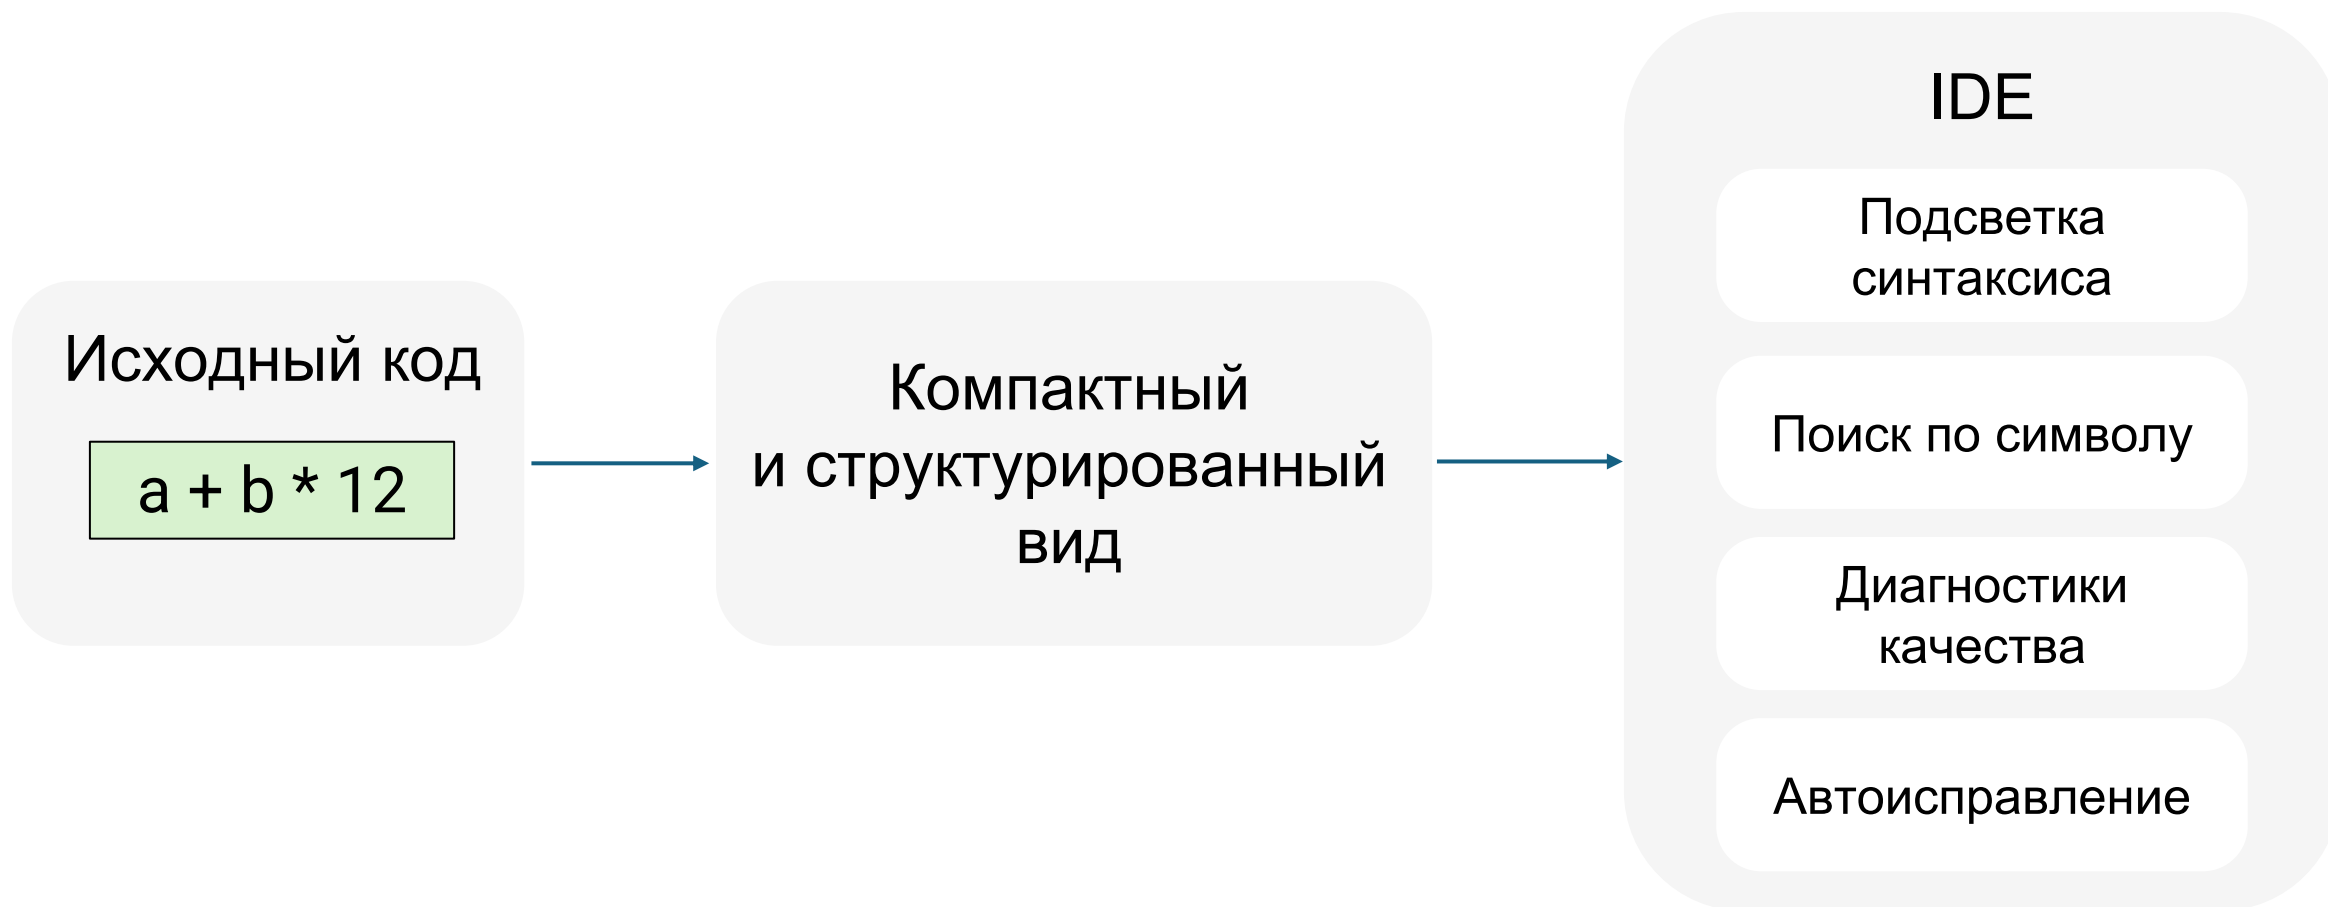 Исходный код
a + b * 12
Компактный
и структурированный
вид
IDE
Подсветка
синтаксиса
Поиск по символу
Диагностики
качества
Автоисправление